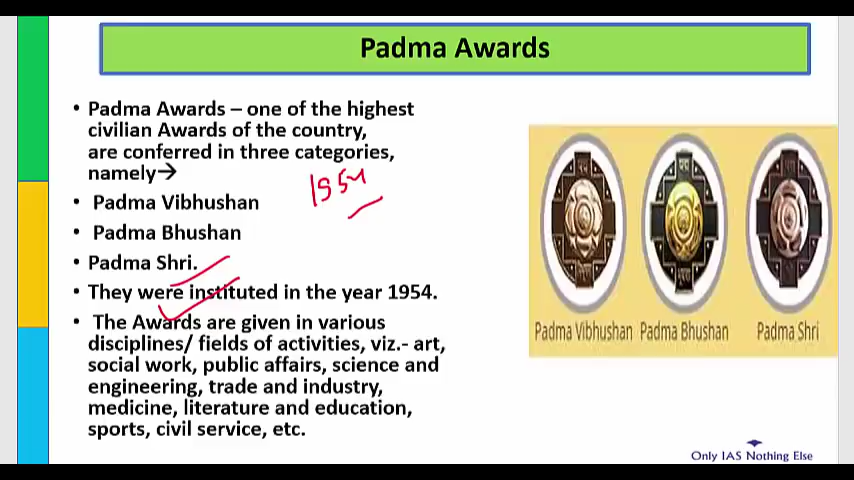 Padma Awards
• Padma Awards – one of the highest
civilian Awards of the country,
are conferred in three categories,
namely→
1954
• Padma Vibhushan
• Padma Bhushan
• Padma Shri.
• They were instituted in the year 1954.
• The Awards are given in various
disciplines/ fields of activities, viz.- art,
social work, public affairs, science and
engineering, trade and industry,
medicine, literature and education,
sports, civil service, etc.
Padma Vibhushan
Padma Bhushan
Padma Shri
Only IAS Nothing Else